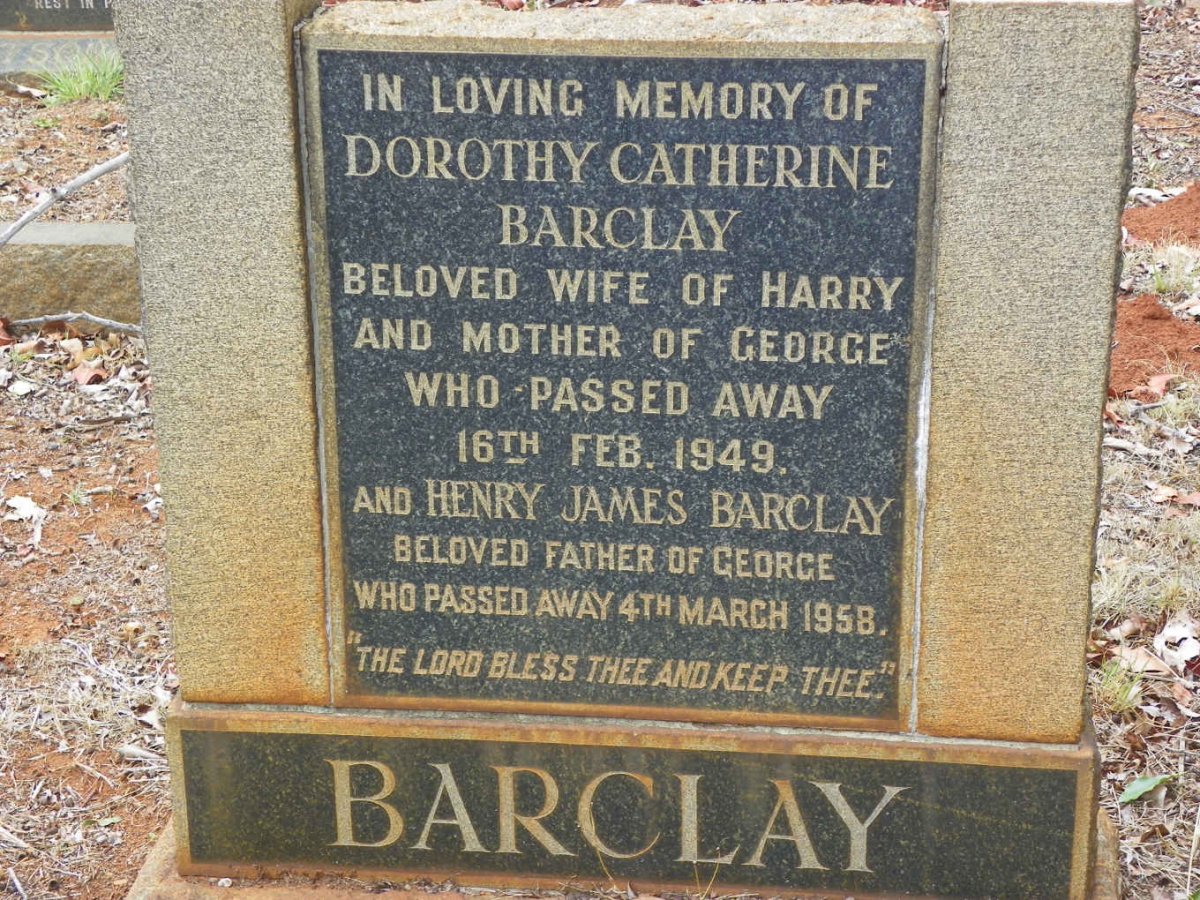 REST IN
IN LOVING MEMORY OF
DOROTHY CATHERINE
BARCLAY
BELOVED WIFE OF HARRY
AND MOTHER OF GEORGE
WHO PASSED AWAY
16TH FEB. 1949.
AND HENRY JAMES BARCLAY
BELOVED FATHER OF GEORGE
WHO PASSED AWAY 4TH MARCH 1958.
"THE LORD BLESS THEE AND KEEP THEE."
BARCLAY